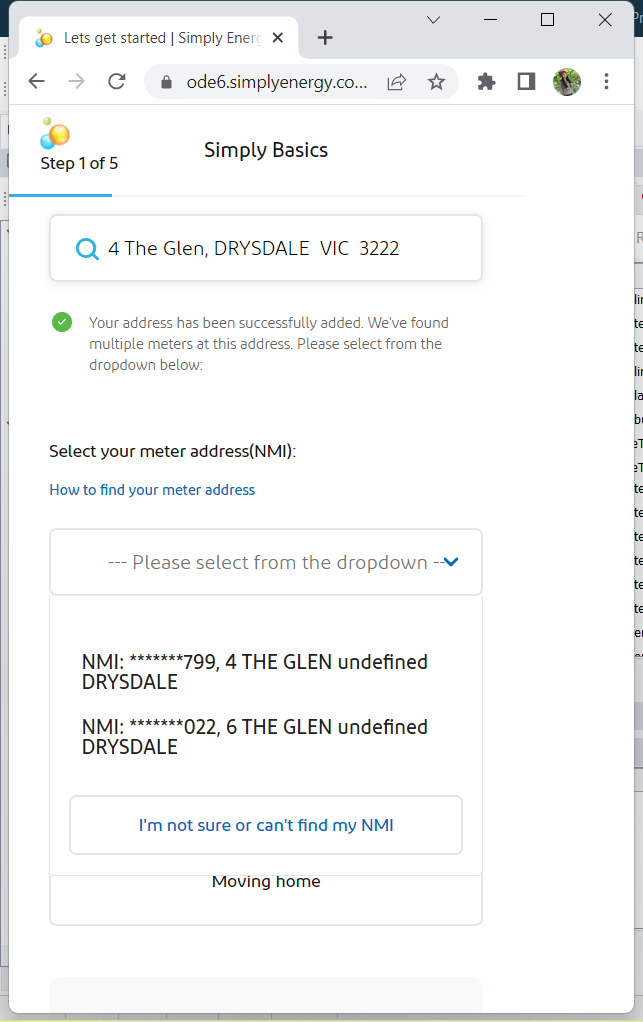 Lets get started | Simply Energ
ode6.simplyenergy.co...
Step 1 of 5
Simply Basics
4 The Glen, DRYSDALE VIC 3222
Your address has been successfully added. We've found
multiple meters at this address. Please select from the
dropdown below:
Select your meter address(NMI):
How to find your meter address
--- Please select from the dropdown --
NMI: *******799, 4 THE GLEN undefined
DRYSDALE
NMI: *******022, 6 THE GLEN undefined
DRYSDALE
I'm not sure or can't find my NMI
Moving home